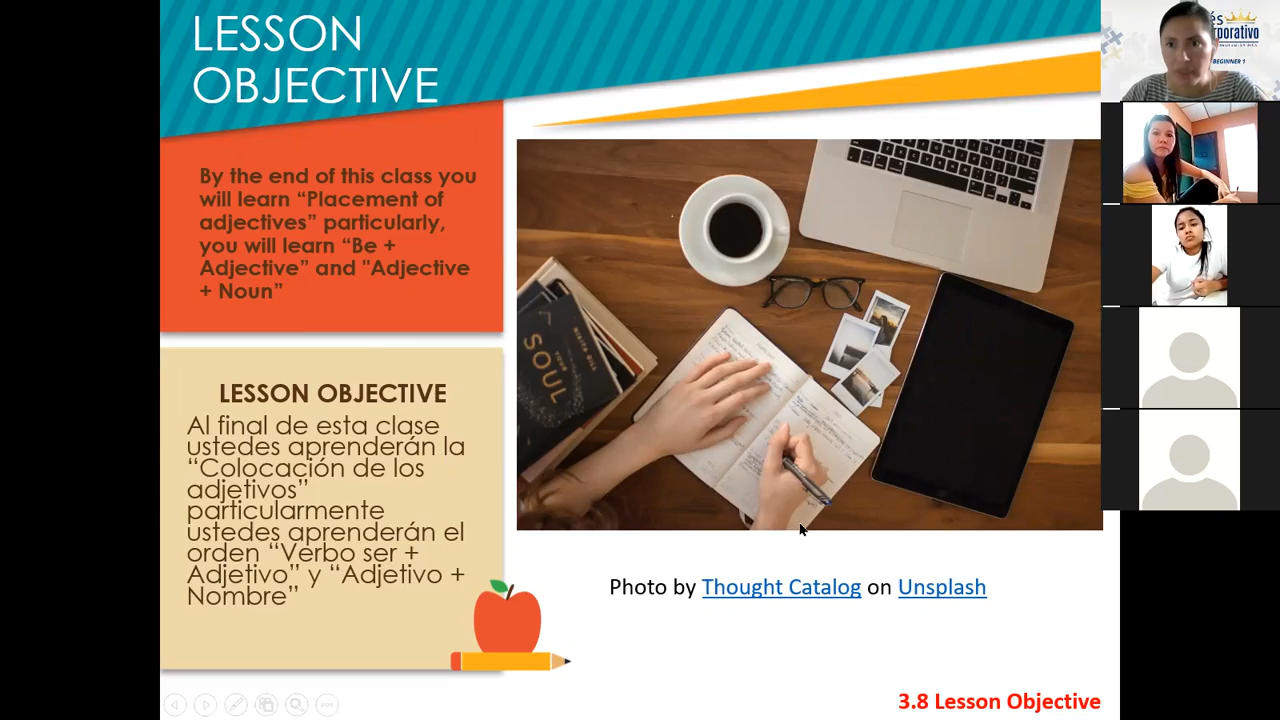 LESSON
OBJECTIVE
By the end of this class you
will learn “Placement of
adjectives” particularly,
you will learn “Be +
Adjective” and "Adjective
+ Noun”
LESSON OBJECTIVE
Al final de esta clase
ustedes aprenderán la
“Colocación de los
adjetivos”
particularmente
ustedes aprenderán el
orden “Verbo ser +
Adjetivo” y “Adjetivo +
Nombre”
SOUL
Photo by Thought Catalog on Unsplash
3.8 Lesson Objective
BEGINNER 1